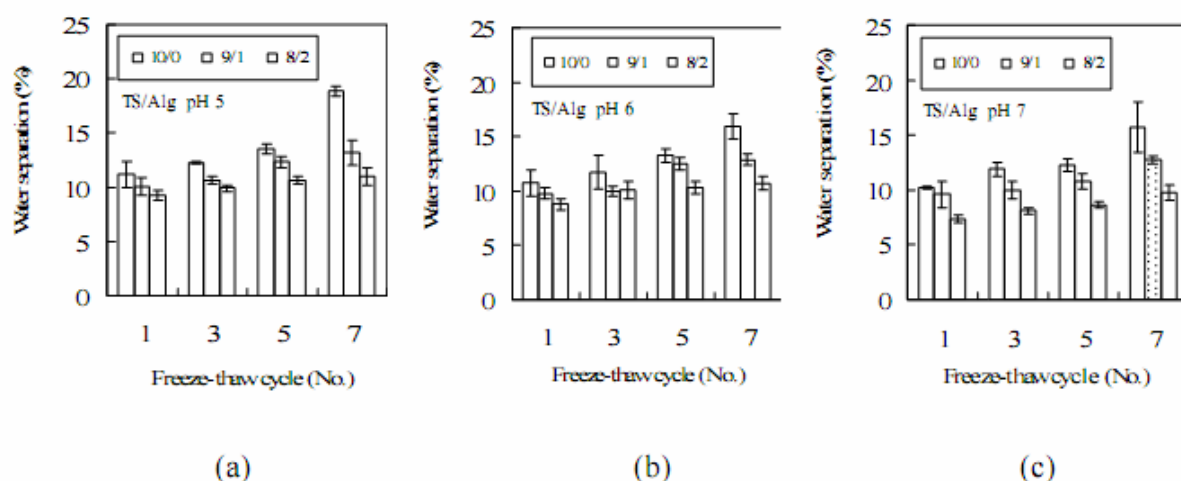 25
20
15
10
5
0
Water separation (%)
10/0 9/1 8/2
TS/Alg pH 5
1 3 5 7
Freeze-thaw cycle (No.)
(a)
25
20
15
10
5
0
Water separation (%)
10/0 9/1 8/2
TS/Alg pH 6
1 3 5 7
Freeze-thaw cycle (No.)
(b)
25
20
15
10
5
0
Water separation (%)
10/0 9/1 8/2
TS/Alg pH 7
1 3 5 7
Freeze-thaw cycle (No.)
(c)